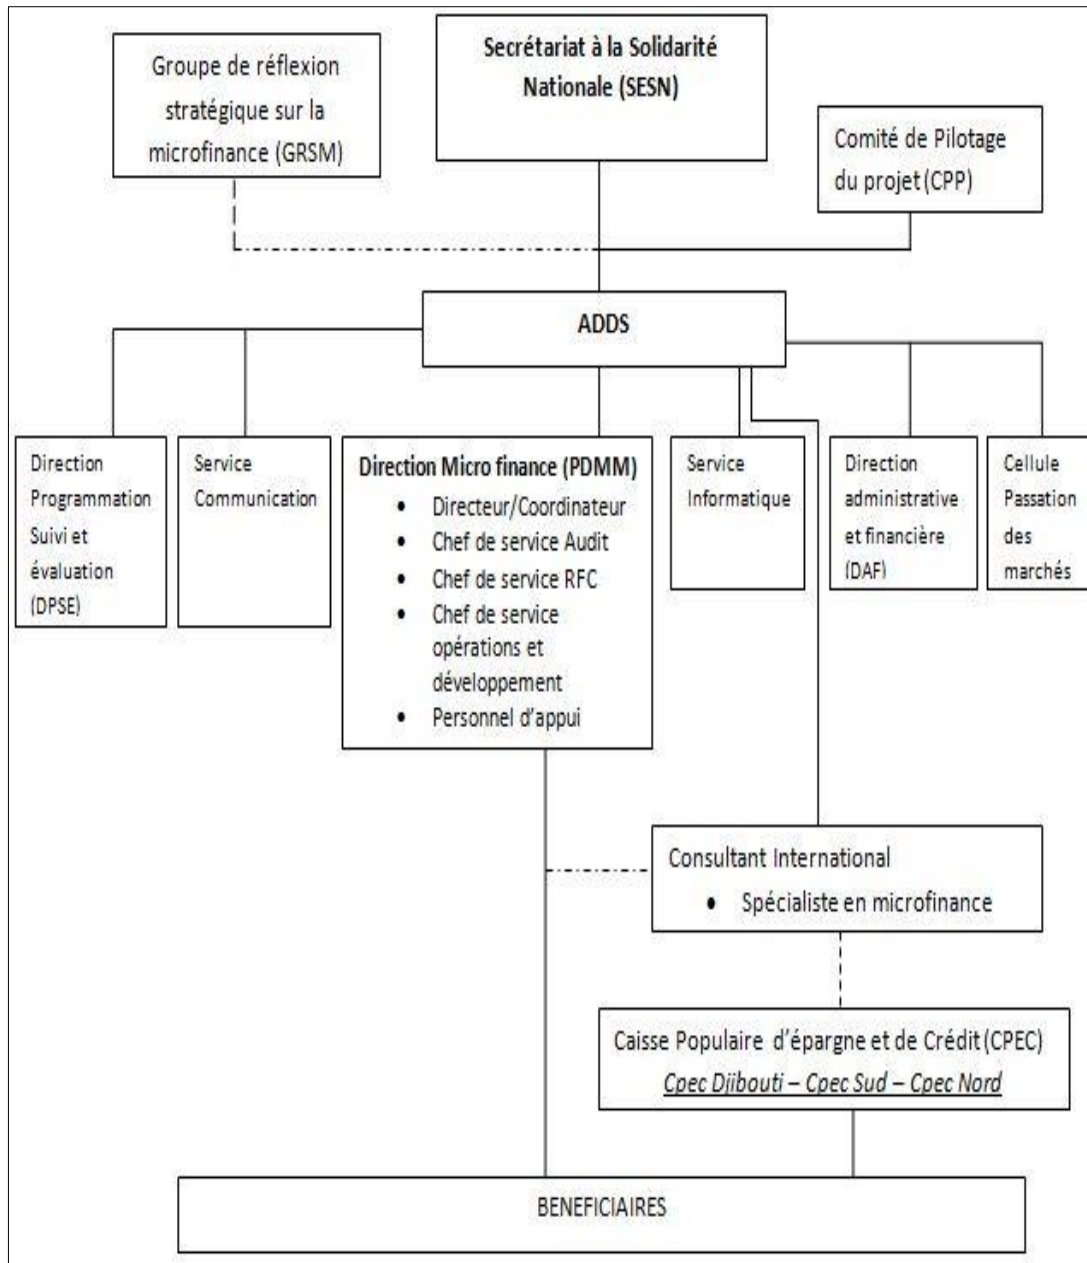 Secrétariat à la Solidarité
Nationale (SESN)
Groupe de réflexion
stratégique sur la
microfinance (GRSM)
Comité de Pilotage
du projet (CPP)
ADDS
Direction
Programmation
Suivi et
évaluation
(DPSE)
Service
Communication
Direction Micro finance (PDMM)
• Directeur/Coordinateur
• Chef de service Audit
• Chef de service RFC
• Chef de service
opérations et
développement
• Personnel d'appui
Service
Informatique
Direction
administrative
et financière
(DAF)
Cellule
Passation
des
marchés
Consultant International
• Spécialiste en microfinance
Caisse Populaire d'épargne et de Crédit (CPEC)
Cpec Djibouti – Cpec Sud – Cpec Nord
BENEFICIAIRES